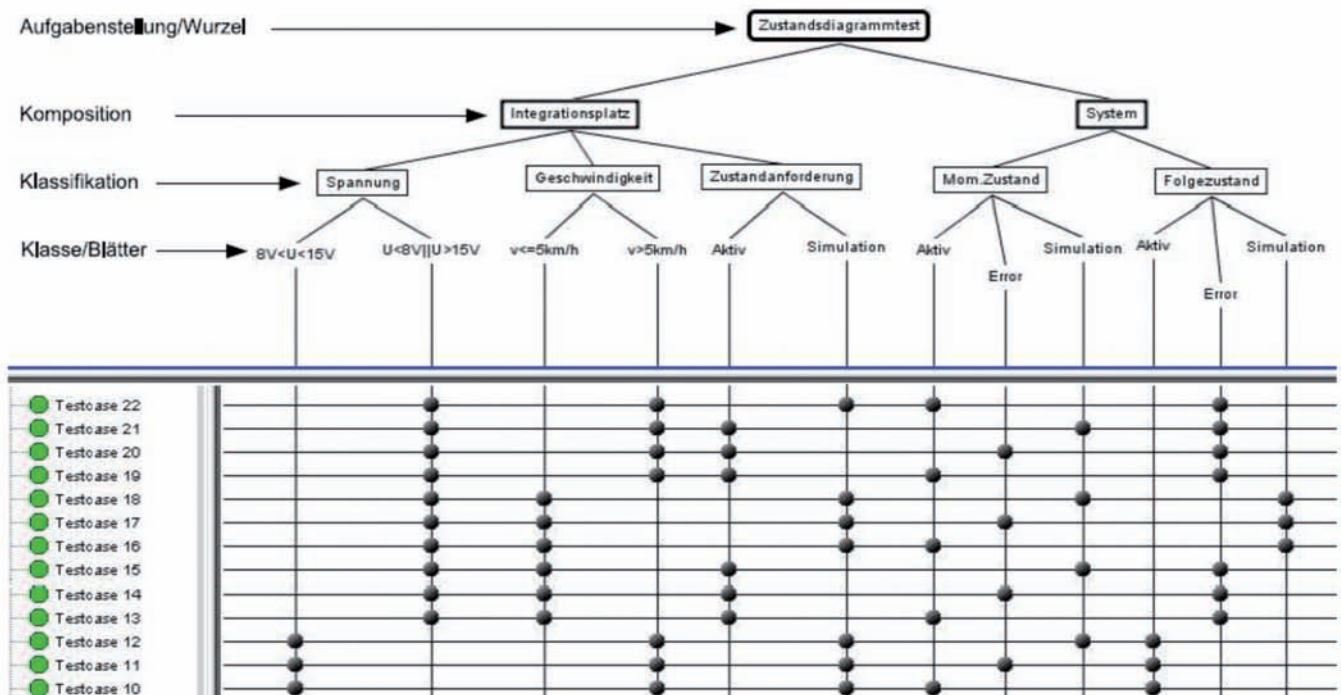 Aufgabenstellung/Wurzel
Zustandsdiagrammtest
Komposition
Integrationsplatz
System
Klassifikation
Spannung
Geschwindigkeit
Zustandanforderung
Mom.Zustand
Folgezustand
Klasse/Blätter
8V<U<15V
U<8V||U>15V
v<=5km/h
v>5km/h
Aktiv
Simulation
Aktiv
Error
Simulation
Aktiv
Error
Simulation
Testcase 22
Testcase 21
Testcase 20
Testcase 19
Testcase 18
Testcase 17
Testcase 16
Testcase 15
Testcase 14
Testcase 13
Testcase 12
Testcase 11
Testcase 10